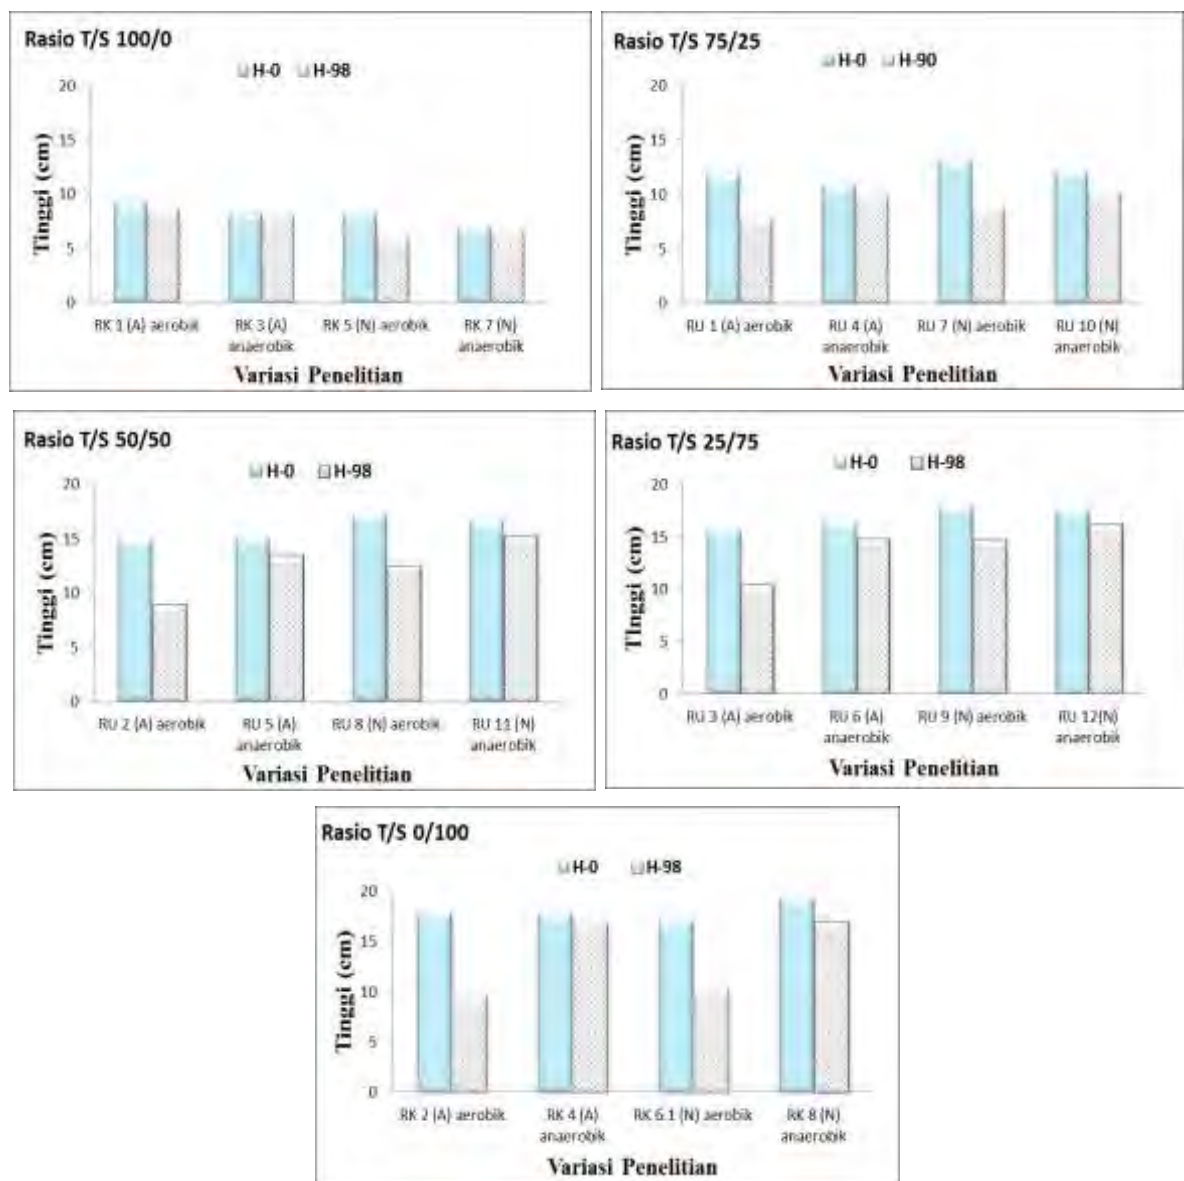 Rasio T/S 100/0
H-0 H-98
20
15
10
5
0
Tinggi (cm)
RK 1 (A) aerobik RK 3 (A) anaerobik RK 5 (N) aerobik RK 7 (N) anaerobik
Variasi Penelitian
Rasio T/S 75/25
H-0 H-90
20
15
10
5
0
Tinggi (cm)
RU 1 (A) aerobik RU 4 (A) anaerobik RU 7 (N) aerobik RU 10 (N) anaerobik
Variasi Penelitian
Rasio T/S 50/50
H-0 H-98
20
15
10
5
0
Tinggi (cm)
RU 2 (A) aerobik RU 5 (A) anaerobik RU 8 (N) aerobik RU 11 (N) anaerobik
Variasi Penelitian
Rasio T/S 25/75
H-0 H-98
20
15
10
5
0
TInggi (cm)
RU 3 (A) aerobik RU 6 (A) anaerobik RU 9 (N) aerobik RU 12(N) anaerobik
Variasi Penelitian
Rasio T/S 0/100
H-0 H-98
20
15
10
5
0
Tinggi (cm)
RK 2 (A) aerobik RK 4 (A) anaerobik RK 6.1 (N) aerobik RK 8 (N) anaerobik
Variasi Penelitian